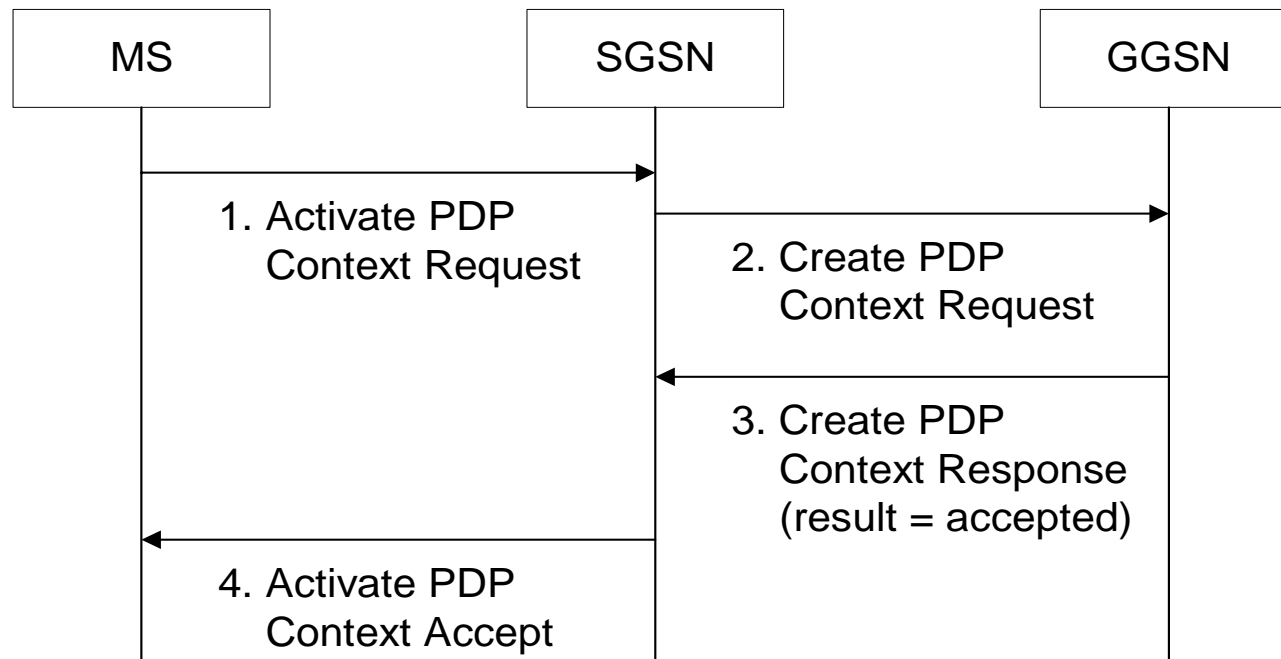 MS
SGSN
GGSN
1. Activate PDP
Context Request
2. Create PDP
Context Request
3. Create PDP
Context Response
(result = accepted)
4. Activate PDP
Context Accept